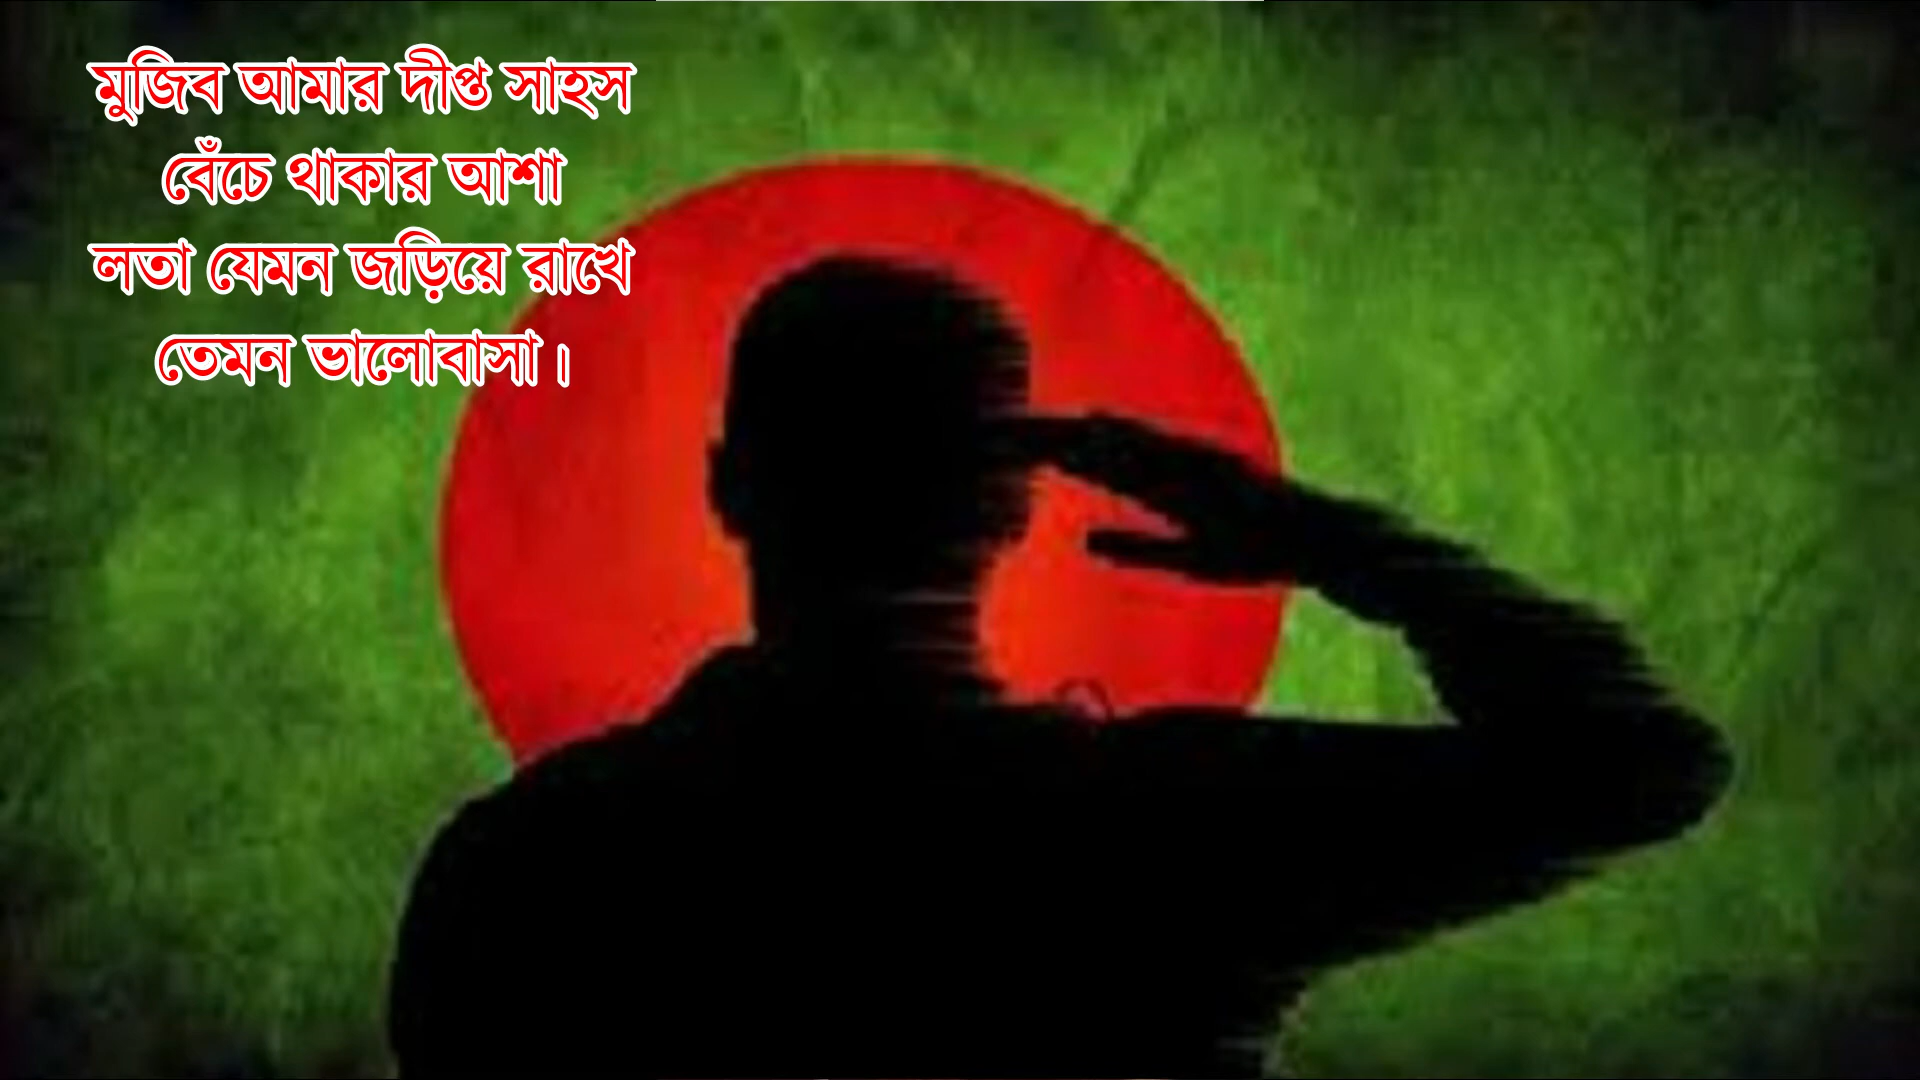 মুজিব আমার দীপ্ত সাহস
বেঁচে থাকার আশা
লতা যেমন জড়িয়ে রাখে
তেমন ভালোবাসা।